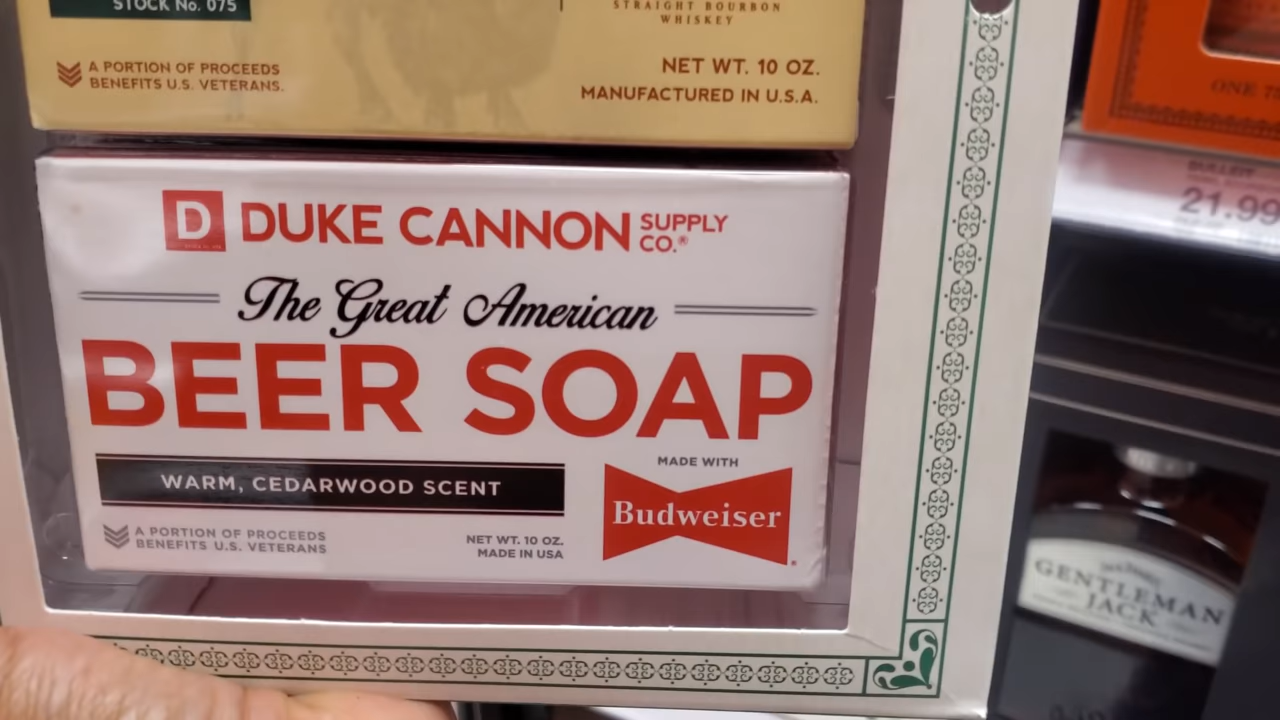 STOCK No. 075
STRAIGHT BOURBON
WHISKEY
A PORTION OF PROCEEDS
BENEFITS U.S. VETERANS.
NET WT. 10 OZ.
MANUFACTURED IN U.S.A.
D DUKE CANNON SUPPLY
CO.®
The Great American
BEER SOAP
WARM, CEDARWOOD SCENT
MADE WITH
Budweiser
A PORTION OF PROCEEDS
BENEFITS U.S. VETERANS
NET WT. 10 OZ.
MADE IN USA
BULLEIT
21.99
GENTLEMAN
JACK